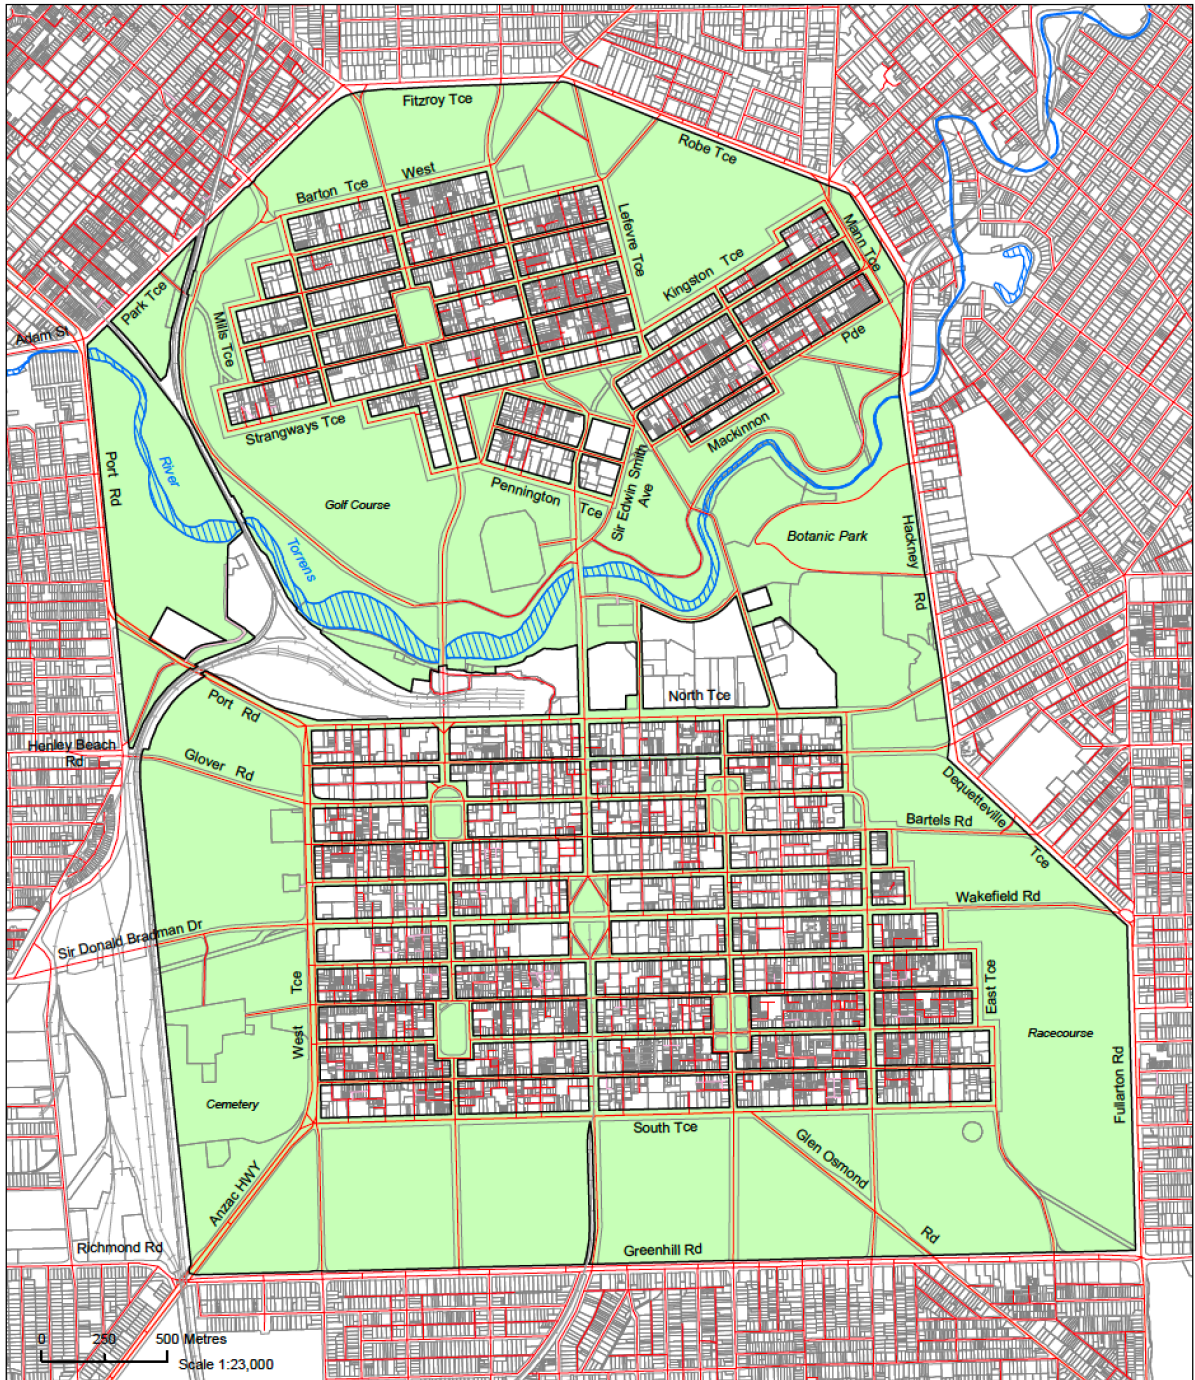 Fitzroy Tce
Robe Tce
West
Barton Tce
Lefevre Tce
Mann Tce
Kingston Tce
Park Tce
Adam St
Mills Tce
Pde
Strangways Tce
Mackinnon
Port Rd
River
Pennington
Tce
Sir Edwin Smith
Ave
Golf Course
Torrens
Botanic Park
Hackney
Rd
North Tce
Port Rd
Henley Beach
Rd
Glover Rd
Dequetteville
Tce
Bartels Rd
Wakefield Rd
Sir Donald Bradman Dr
West Tce
East Tce
Racecourse
Cemetery
Fullarton Rd
South Tce
Glen Osmond
Rd
Anzac HWY
Richmond Rd
Greenhill Rd
0 250 500 Metres
Scale 1:23,000